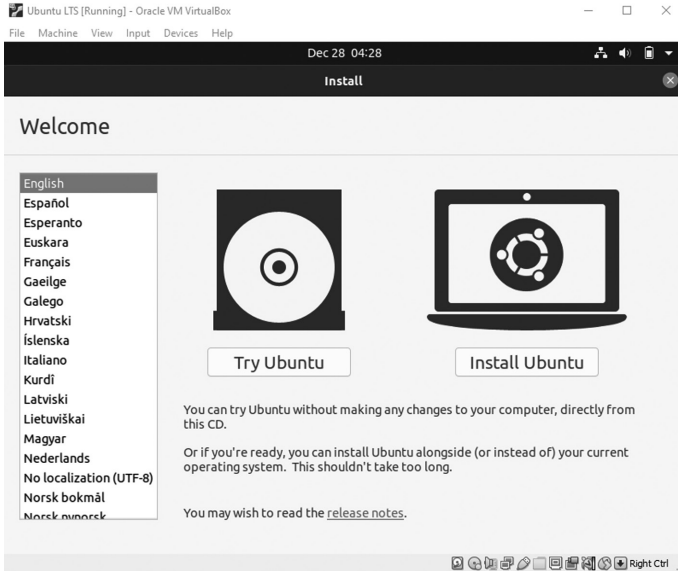 Ubuntu LTS [Running] - Oracle VM VirtualBox
File Machine View Input Devices Help
Dec 28 04:28
Install
Welcome
English
Español
Esperanto
Euskara
Français
Gaeilge
Galego
Hrvatski
Íslenska
Italiano
Kurdî
Latviski
Lietuviškai
Magyar
Nederlands
No localization (UTF-8)
Norsk bokmål
Norsk nynorsk
Try Ubuntu
Install Ubuntu
You can try Ubuntu without making any changes to your computer, directly from
this CD.
Or if you're ready, you can install Ubuntu alongside (or instead of) your current
operating system. This shouldn't take too long.
You may wish to read the release notes.
Right Ctrl